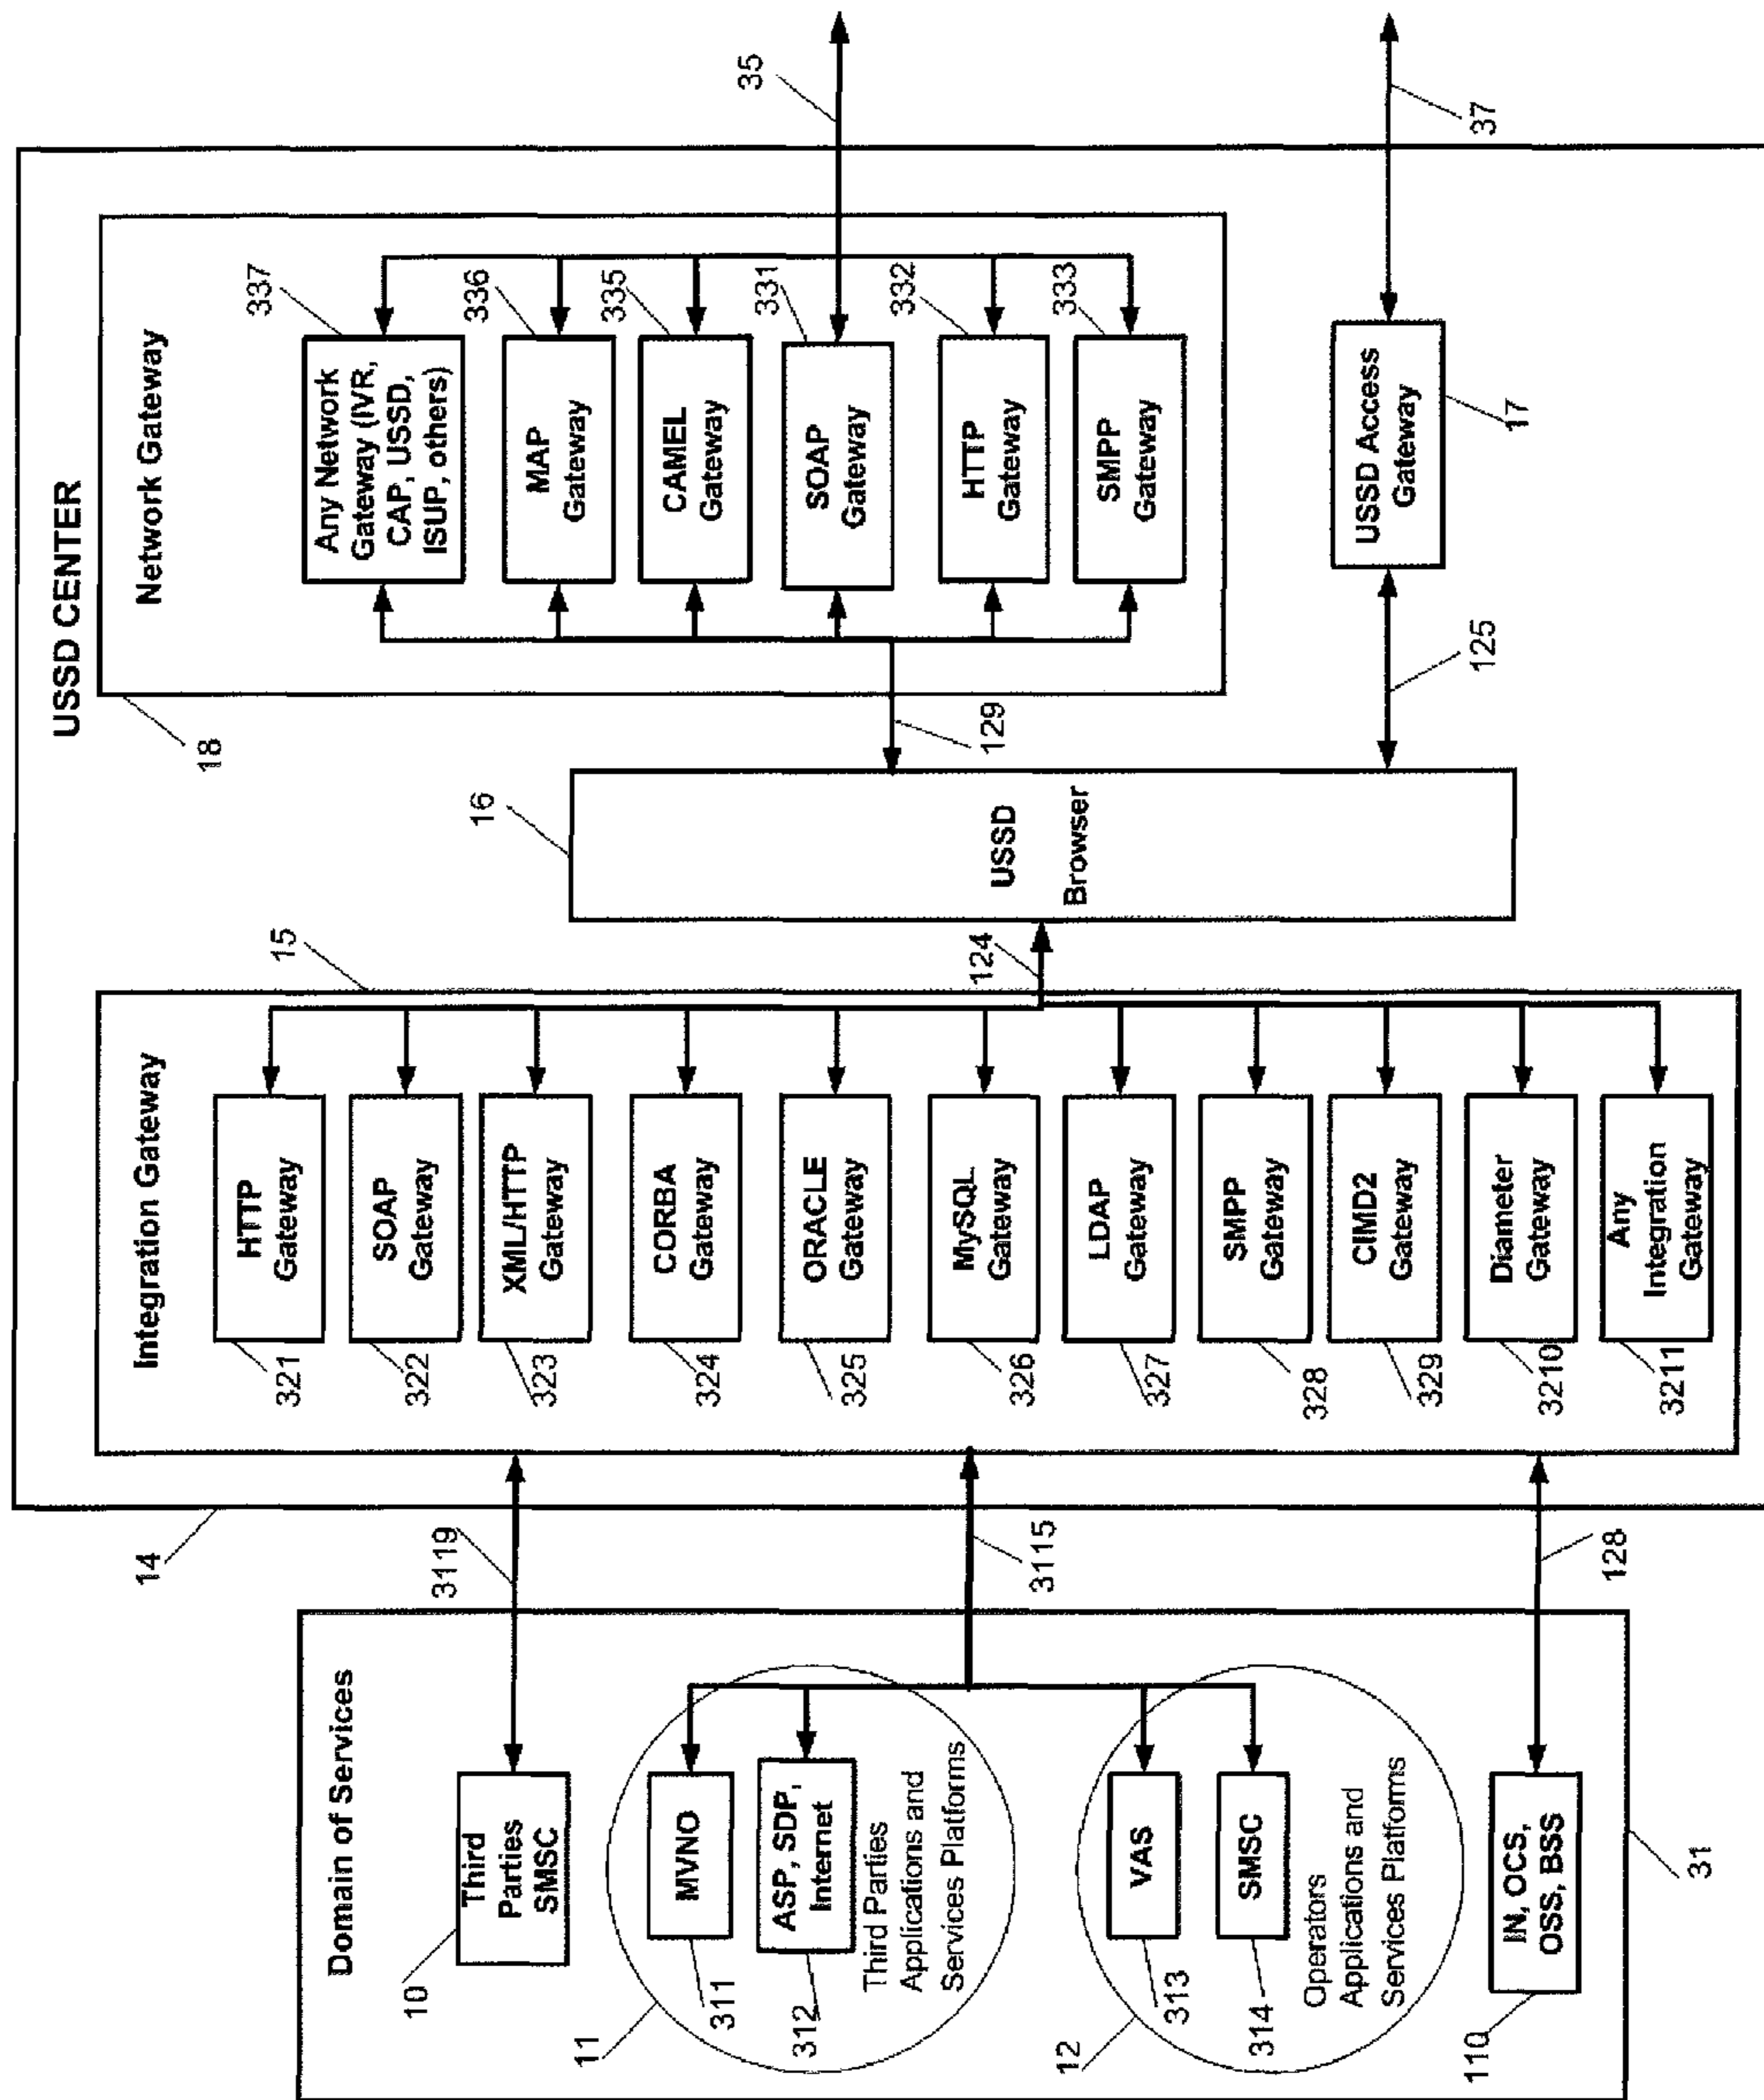 USSD CENTER
Network Gateway
Any Network
Gateway (IVR,
CAP, USSD,
ISUP, others)
337
MAP
Gateway
336
CAMEL
Gateway
335
SOAP
Gateway
331
HTTP
Gateway
332
SMPP
Gateway
333
35
37
USSD Access
Gateway
17
18
129
125
16
USSD
Browser
124
15
Integration Gateway
HTTP
Gateway
321
SOAP
Gateway
322
XML/HTTP
Gateway
323
CORBA
Gateway
324
ORACLE
Gateway
325
MySQL
Gateway
326
LDAP
Gateway
327
SMPP
Gateway
328
CIMD2
Gateway
329
Diameter
Gateway
3210
Any
Integration
Gateway
3211
14
3119
3115
128
Domain of Services
Third
Parties
SMSC
10
MVNO
311
ASP, SDP,
Internet
312
Third Parties
Applications and
Services Platforms
11
VAS
313
SMSC
314
Operators
Applications and
Services Platforms
12
IN, OCS,
OSS, BSS
110
31